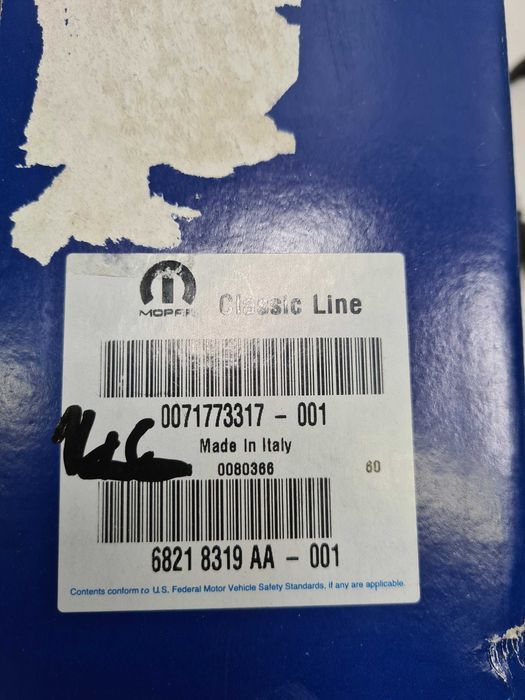 MOPAR Classic Line
0071773317 - 001
Made In Italy
0080366 60
6821 8319 AA - 001
Contents conform to U.S. Federal Motor Vehicle Safety Standards, if any are applicable.